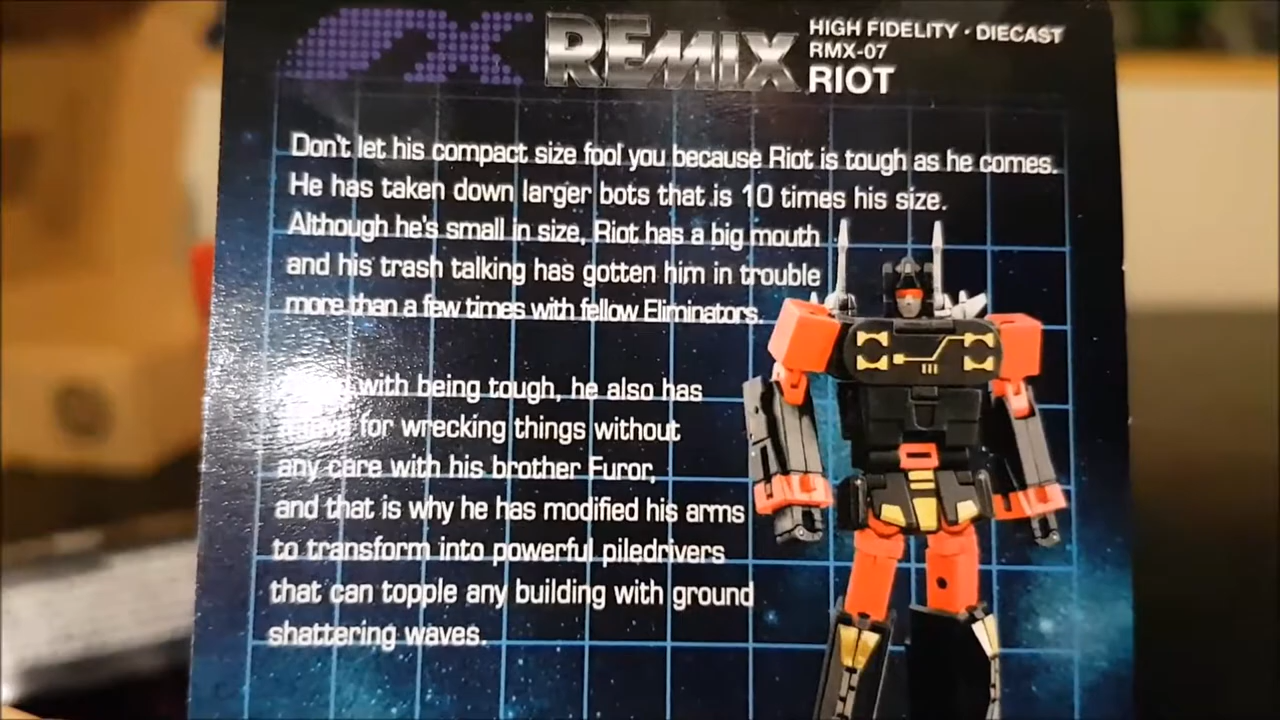 REMIX
HIGH FIDELITY · DIECAST
RMX-07
RIOT
Don't let his compact size fool you because Riot is tough as he comes.
He has taken down larger bots that is 10 times his size.
Although he's small in size, Riot has a big mouth
and his trash talking has gotten him in trouble
more than a few times with fellow Eliminators.
with being tough, he also has
for wrecking things without
any care with his brother Furor,
and that is why he has modified his arms
to transform into powerful piledrivers
that can topple any building with ground
shattering waves.